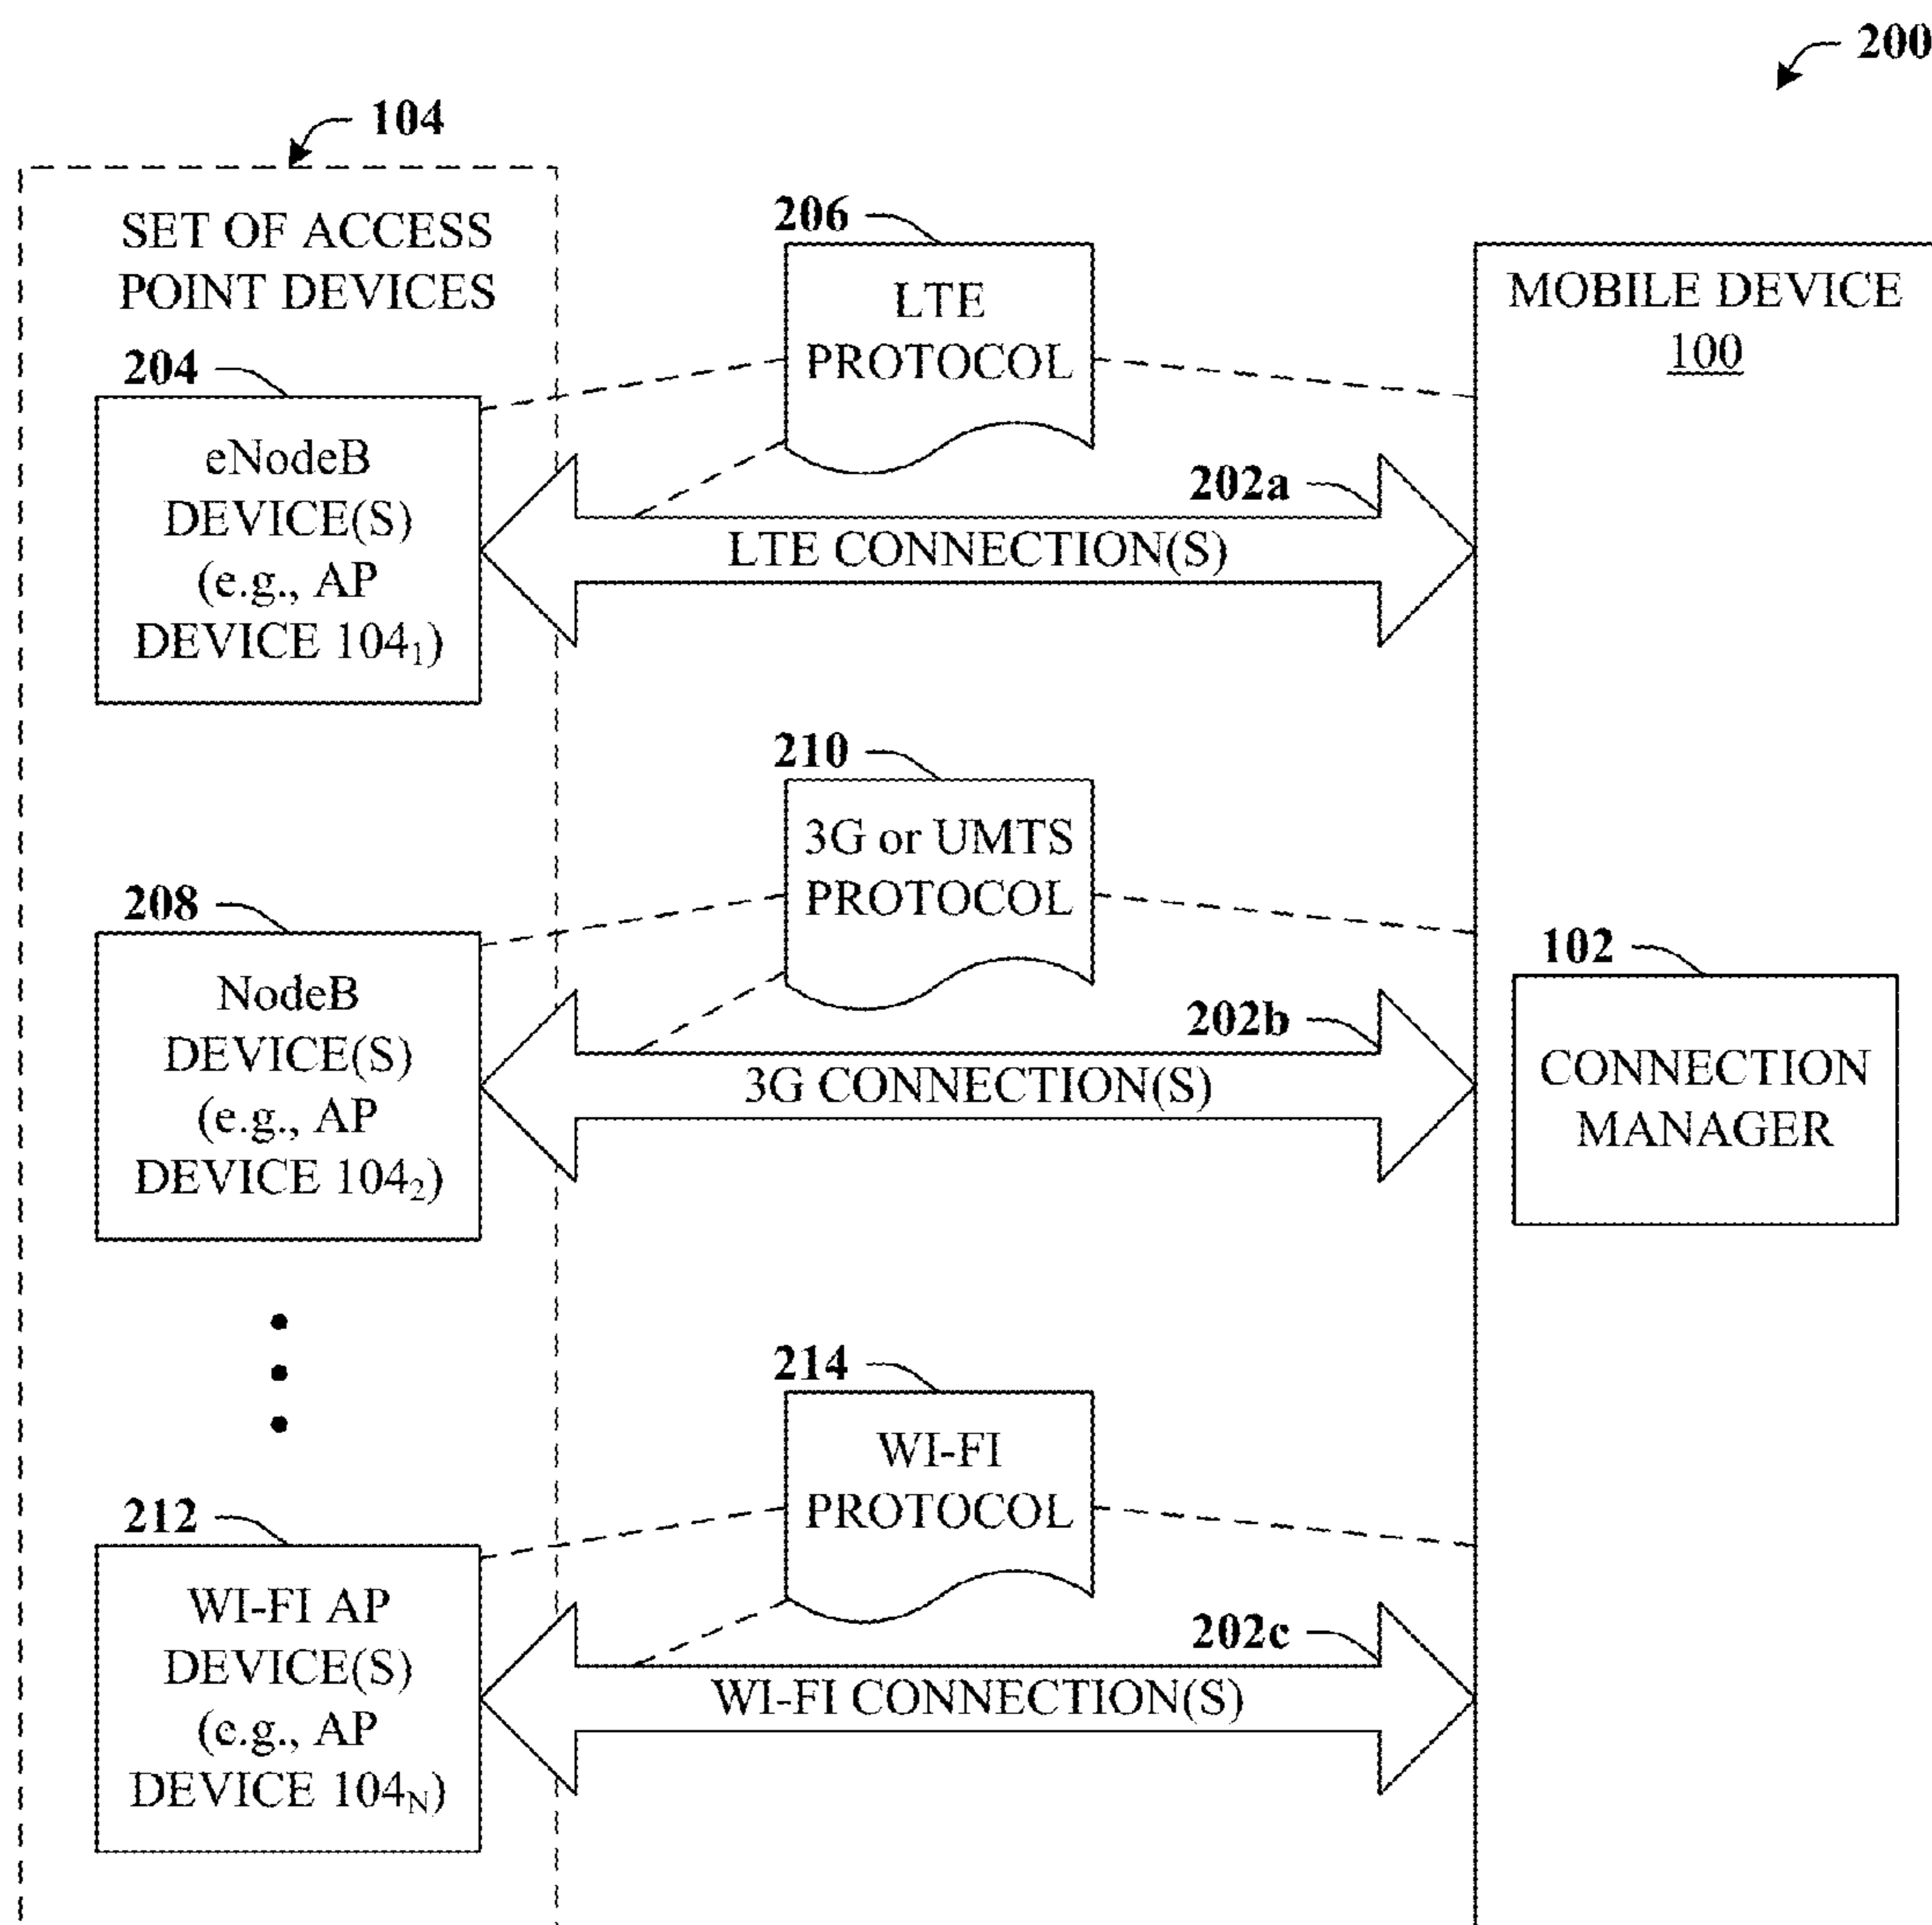 200
104
SET OF ACCESS
POINT DEVICES
206
LTE
PROTOCOL
MOBILE DEVICE
100
204
eNodeB
DEVICE(S)
(e.g., AP
DEVICE 104₁)
202a
LTE CONNECTION(S)
210
3G or UMTS
PROTOCOL
208
NodeB
DEVICE(S)
(e.g., AP
DEVICE 104₂)
202b
3G CONNECTION(S)
102
CONNECTION
MANAGER
214
WI-FI
PROTOCOL
212
WI-FI AP
DEVICE(S)
(e.g., AP
DEVICE 104_N)
202c
WI-FI CONNECTION(S)